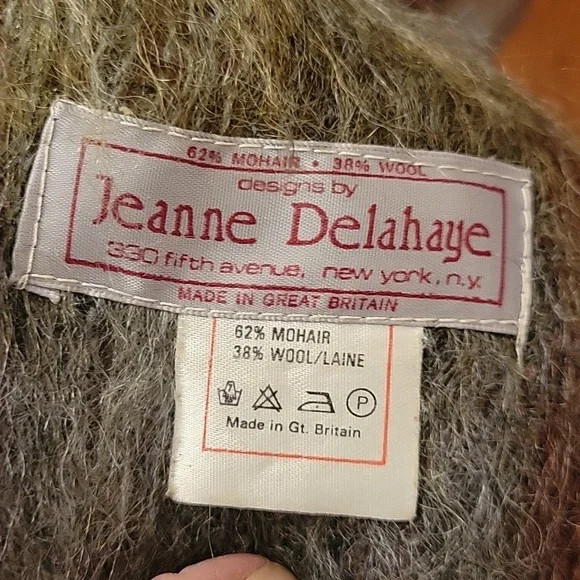 62% MOHAIR • 38% WOOL
designs by
Jeanne Delahaye
330 fifth avenue, new york, n.y.
MADE IN GREAT BRITAIN
62% MOHAIR
38% WOOL/LAINE
P
Made in Gt. Britain